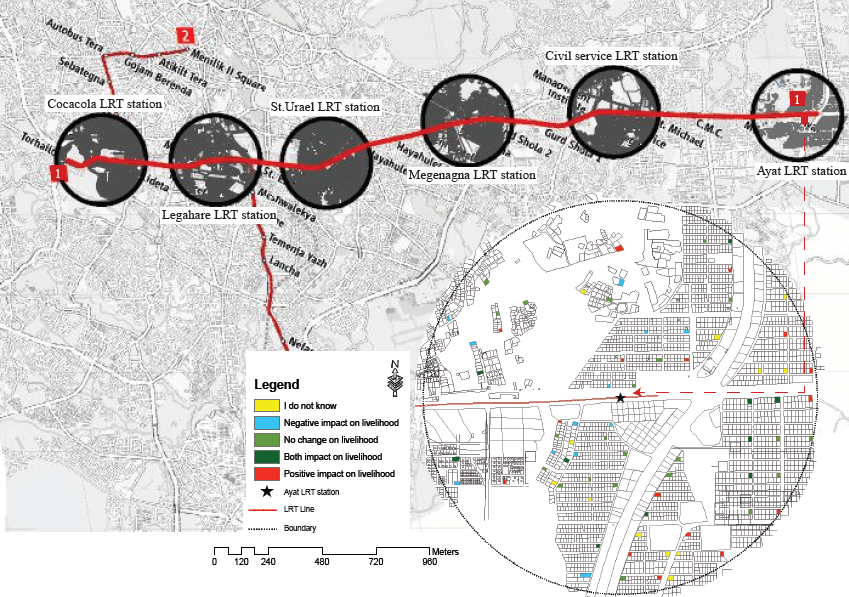 Autobus Tera
2
Menilik II Square
Atikilt Tera
Gojam Berenda
Sebategna
Civil service LRT station
Cocacola LRT station
St.Urael LRT station
1
C.M.C.
St. Michael
Gurd Shola 1
Shola 2
Hayahulet
Megenagna LRT station
Ayat LRT station
Torhailoch
1
Lideta
Legahare LRT station
Meshwalekya
Temenja Yazh
Lancha
N
Legend
I do not know
Negative impact on livelihood
No change on livelihood
Both impact on livelihood
Positive impact on livelihood
Ayat LRT station
LRT Line
Boundary
Meters
0 120 240 480 720 960